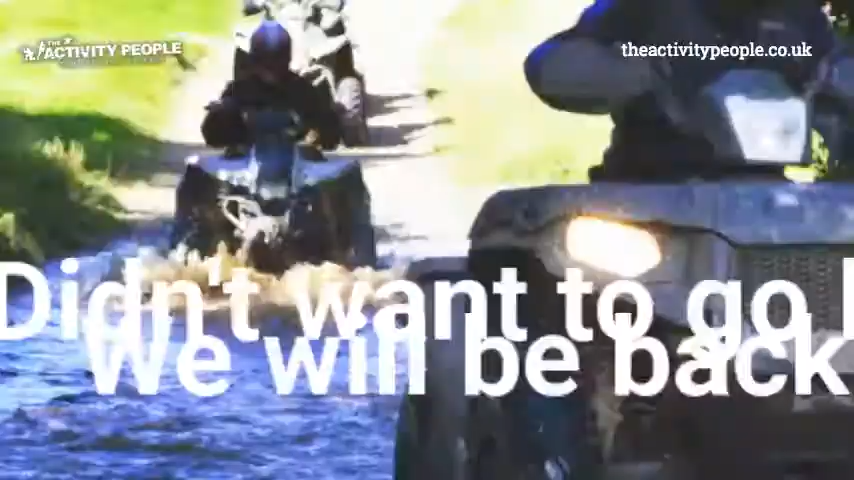 THE
ACTIVITY PEOPLE
theactivitypeople.co.uk
Didn't want to go
We will be back